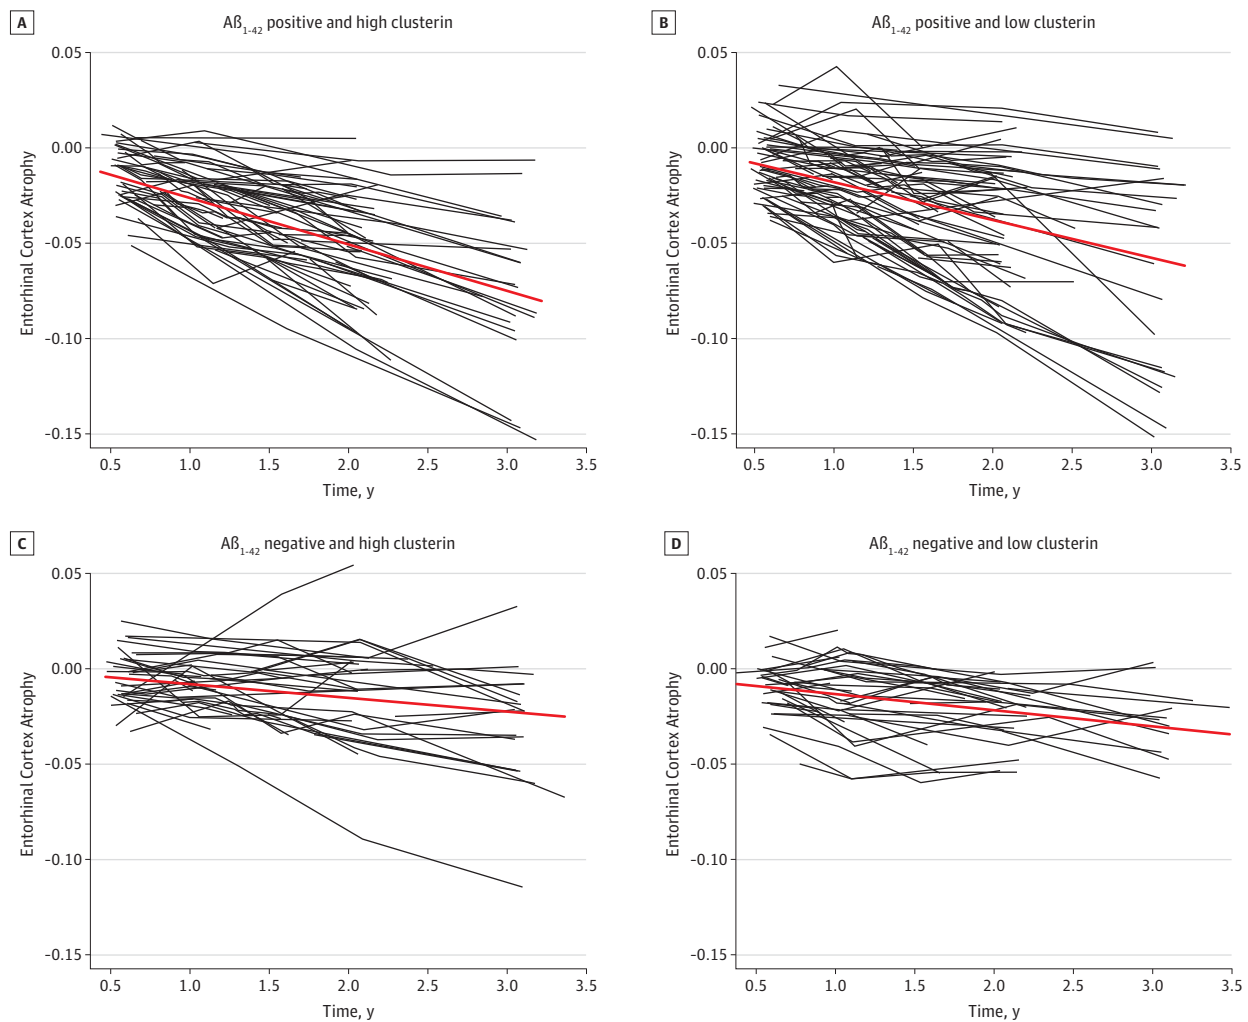 A
Aß1-42 positive and high clusterin
0.05
0.00
-0.05
-0.10
-0.15
Entorhinal Cortex Atrophy
0.5 1.0 1.5 2.0 2.5 3.0 3.5
Time, y
B
Aß1-42 positive and low clusterin
0.05
0.00
-0.05
-0.10
-0.15
Entorhinal Cortex Atrophy
0.5 1.0 1.5 2.0 2.5 3.0 3.5
Time, y
C
Aß1-42 negative and high clusterin
0.05
0.00
-0.05
-0.10
-0.15
Entorhinal Cortex Atrophy
0.5 1.0 1.5 2.0 2.5 3.0 3.5
Time, y
D
Aß1-42 negative and low clusterin
0.05
0.00
-0.05
-0.10
-0.15
Entorhinal Cortex Atrophy
0.5 1.0 1.5 2.0 2.5 3.0 3.5
Time, y